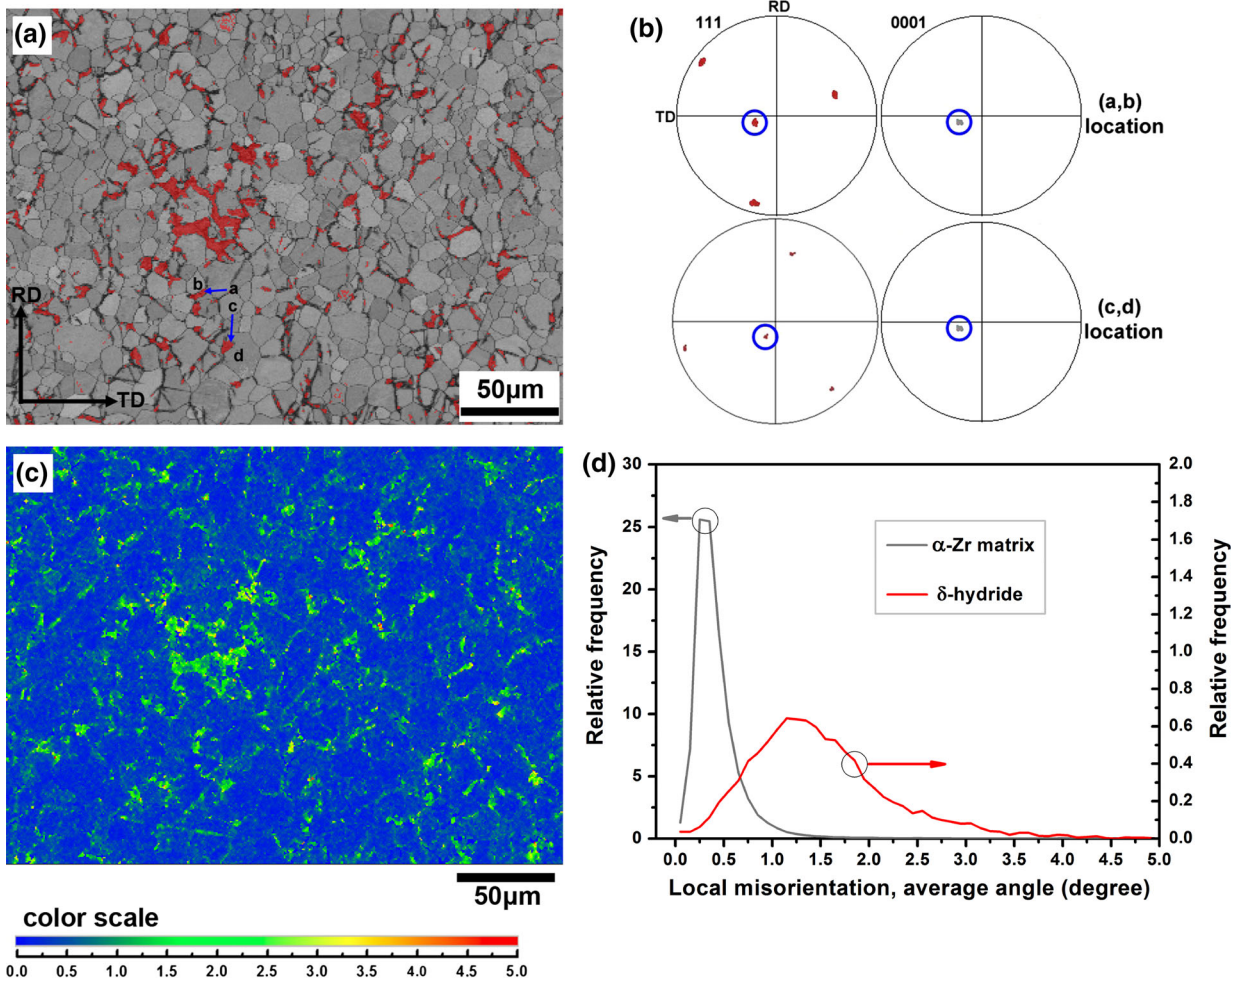 (a)
b
a
c
d
RD
TD
50µm
(b)
111
RD
0001
TD
(a,b)
location
(c,d)
location
(c)
50µm
color scale
0.0 0.5 1.0 1.5 2.0 2.5 3.0 3.5 4.0 4.5 5.0
(d)
30
25
20
15
10
5
0
Relative frequency
α-Zr matrix
δ-hydride
2.0
1.8
1.6
1.4
1.2
1.0
0.8
0.6
0.4
0.2
0.0
Relative frequency
0.0 0.5 1.0 1.5 2.0 2.5 3.0 3.5 4.0 4.5 5.0
Local misorientation, average angle (degree)